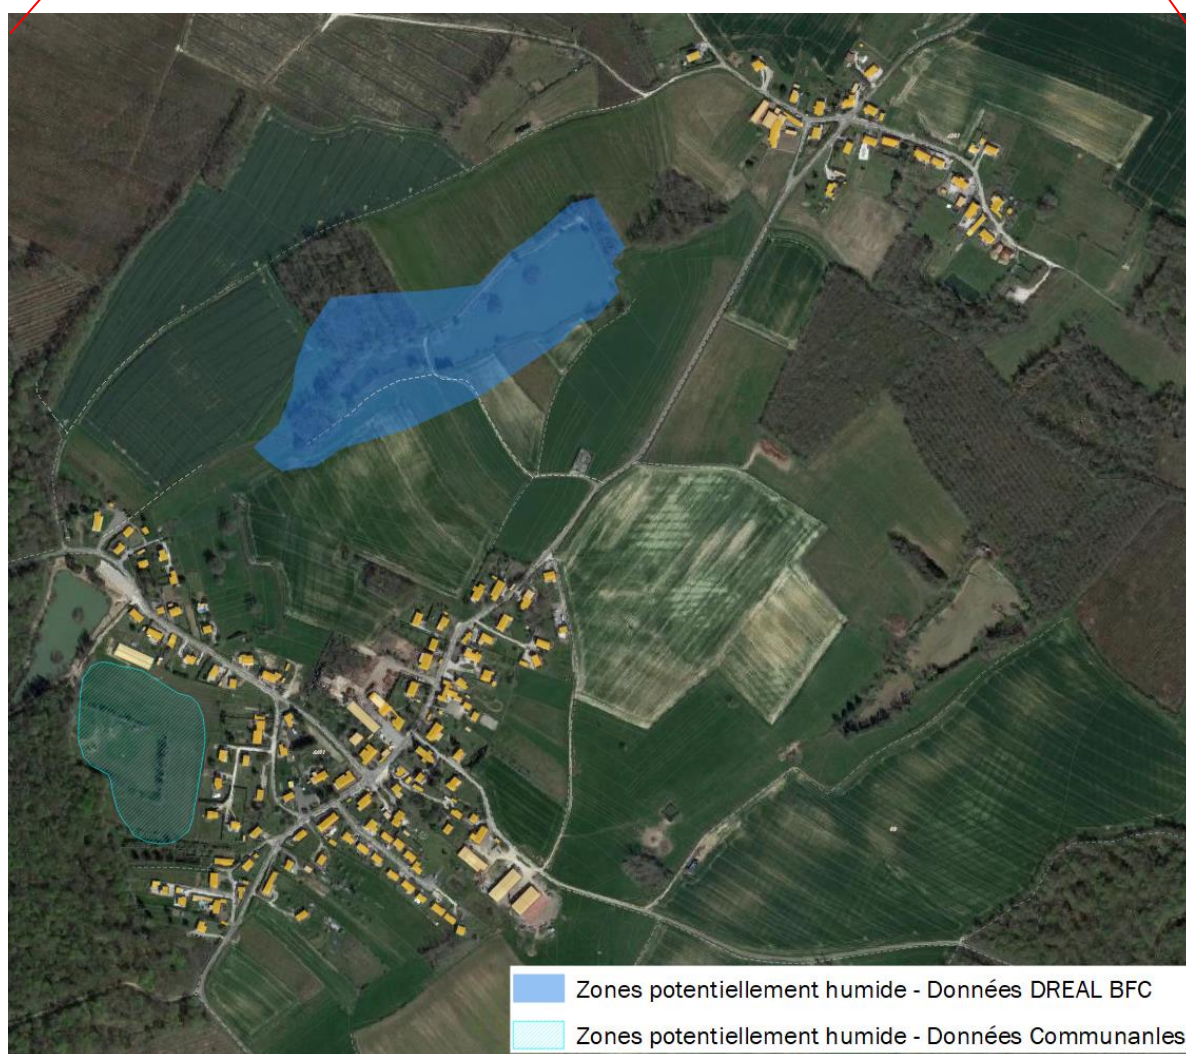 Zones potentiellement humide - Données DREAL BFC
Zones potentiellement humide - Données Communanles